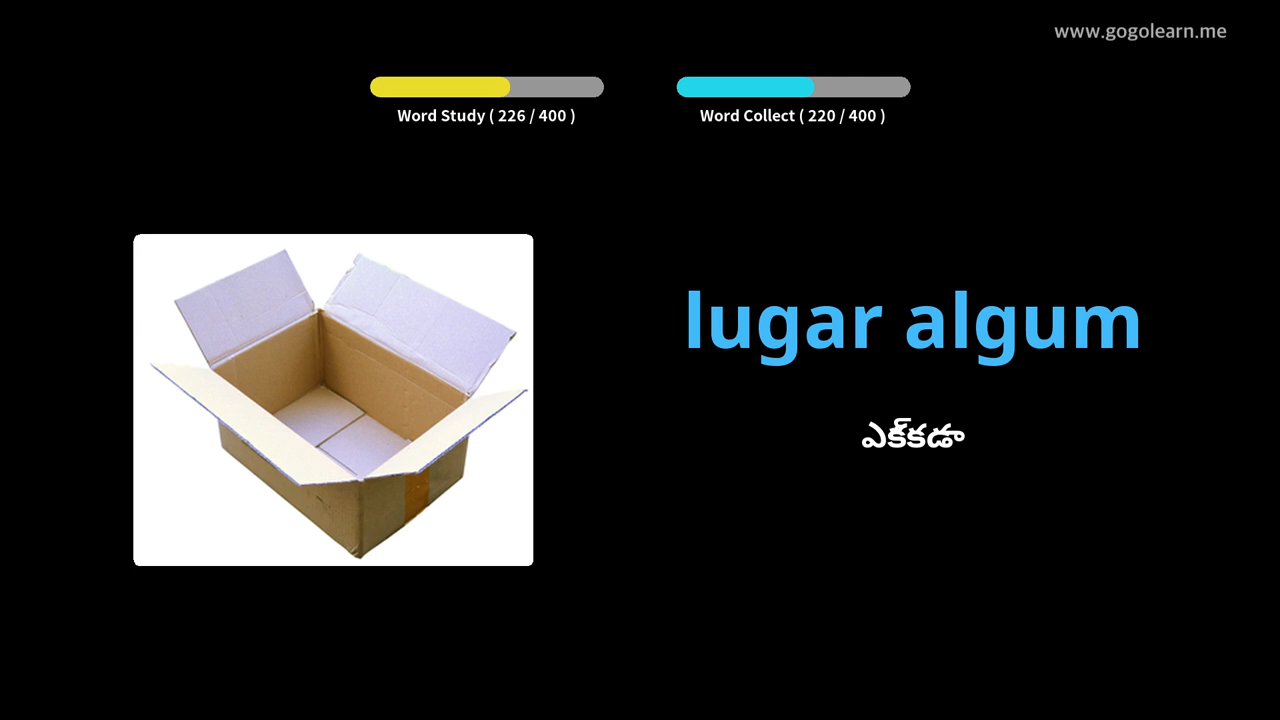 www.gogolearn.me
Word Study ( 226 / 400 )
Word Collect ( 220 / 400 )
lugar algum
ఎక్కడా